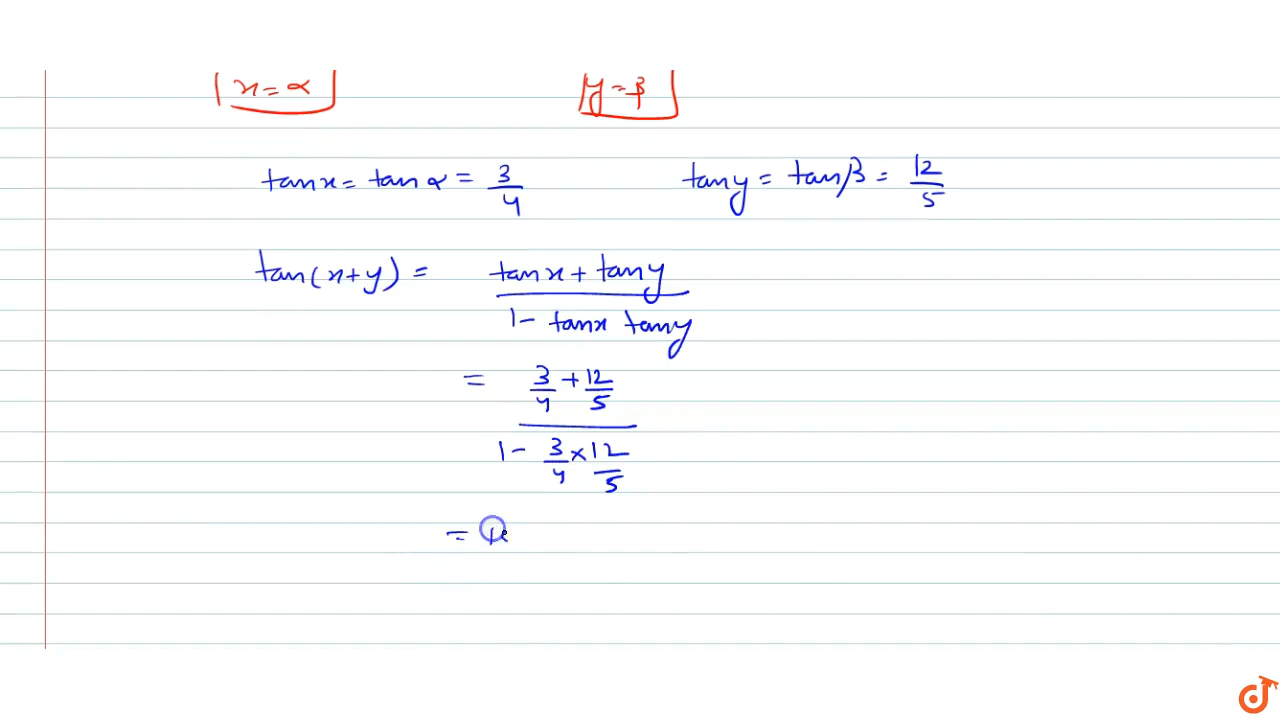 x = α y = β
tan x = tan α = 3/4 tan y = tan β = 12/5
tan(x+y) = (tan x + tan y)/(1 - tan x tan y)
= (3/4 + 12/5)/(1 - 3/4 × 12/5)
=